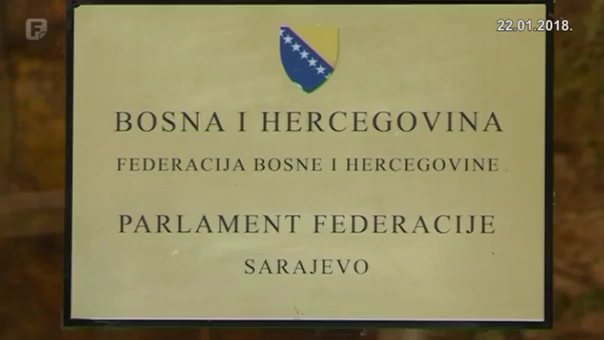 22.01.2018.
BOSNA I HERCEGOVINA
FEDERACIJA BOSNE I HERCEGOVINE
PARLAMENT FEDERACIJE
SARAJEVO